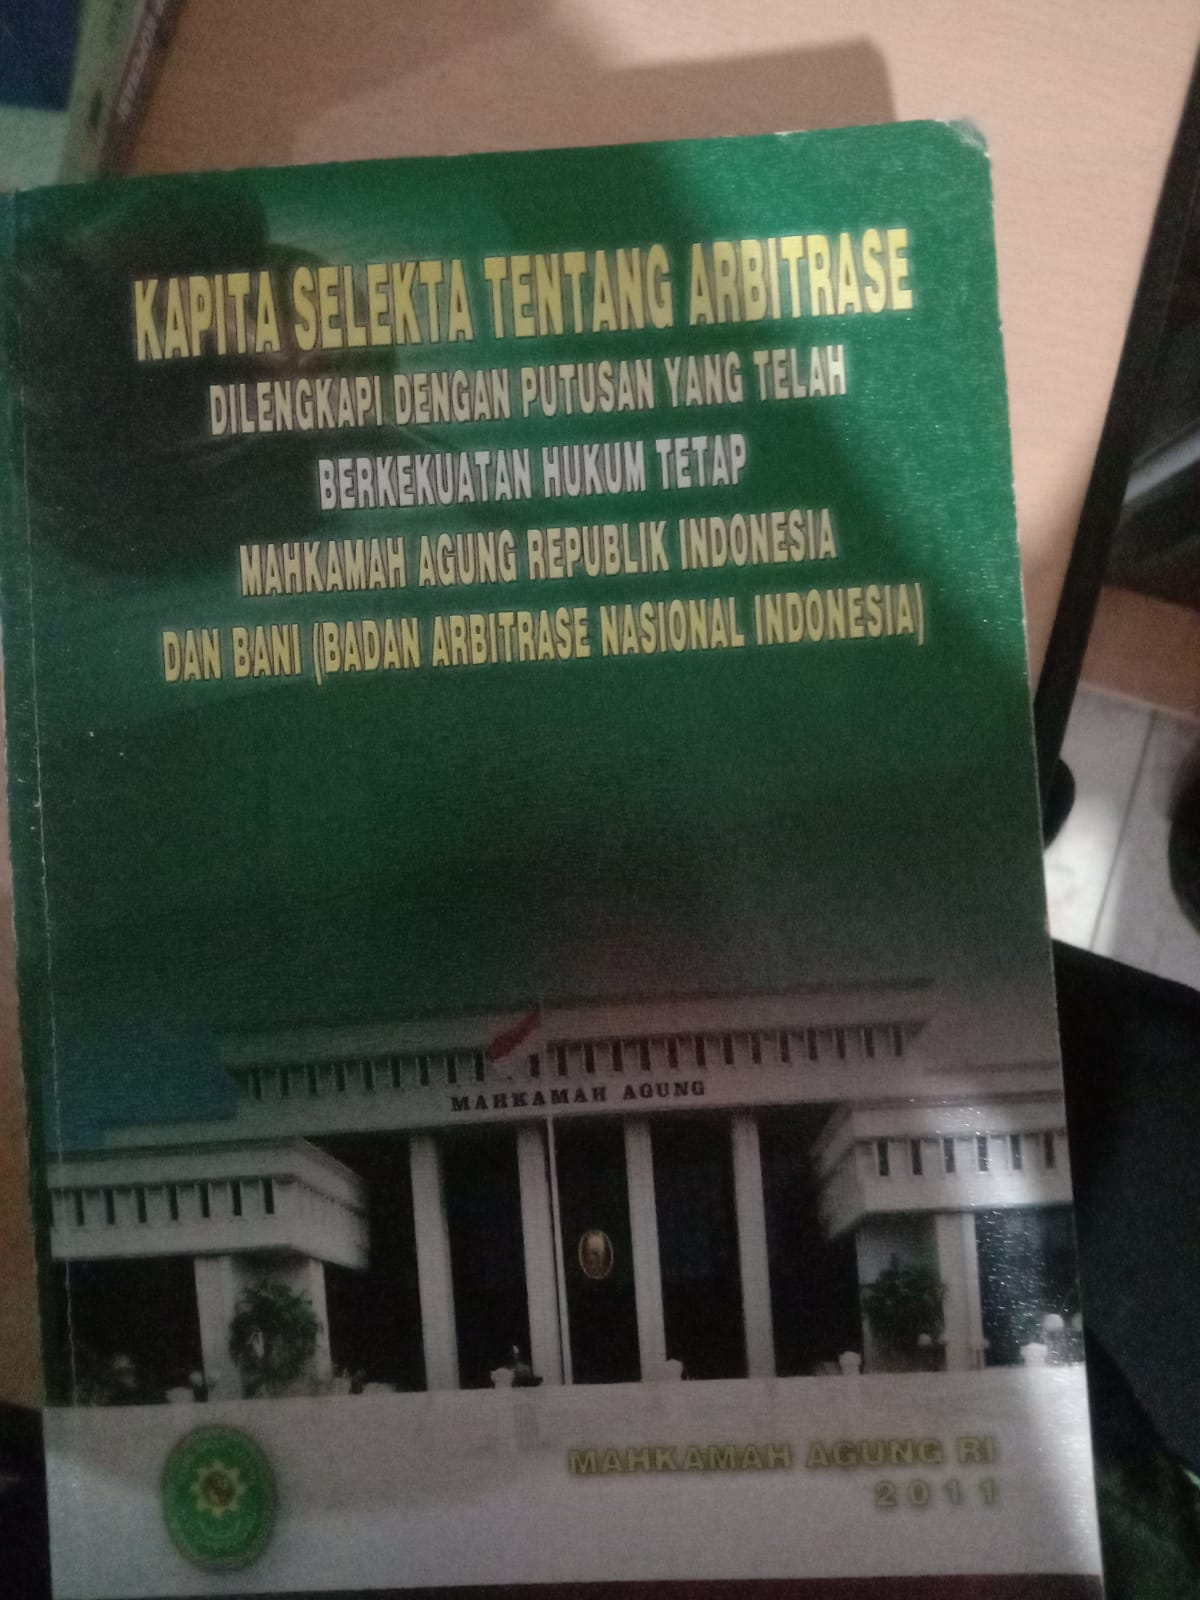 KAPITA SELEKTA TENTANG ARBITRASE
DILENGKAPI DENGAN PUTUSAN YANG TELAH
BERKEKUATAN HUKUM TETAP
MAHKAMAH AGUNG REPUBLIK INDONESIA
DAN BANI (BADAN ARBITRASE NASIONAL INDONESIA)
MAHKAMAH AGUNG
MAHKAMAH AGUNG RI
2011